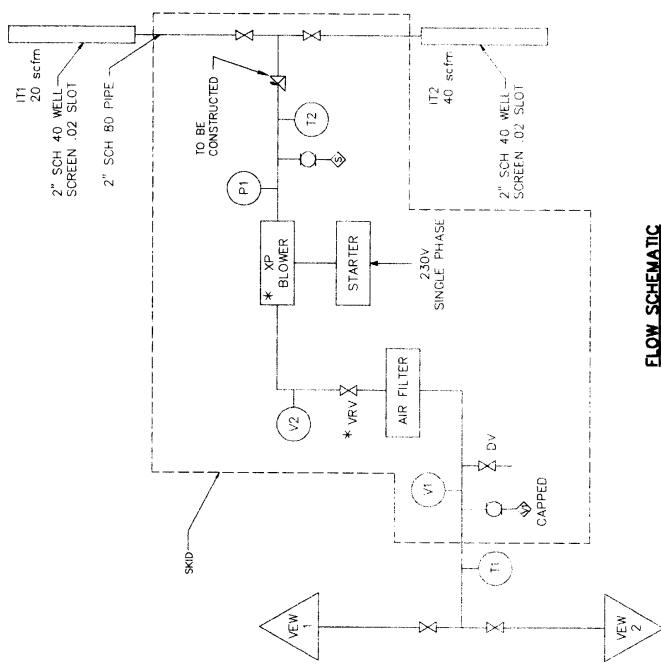 IT1
20 scfm
2" SCH 40 WELL
SCREEN .02 SLOT
2" SCH 80 PIPE
TO BE
CONSTRUCTED
T2
S
P1
* XP
BLOWER
STARTER
230V
SINGLE PHASE
IT2
40 scfm
2" SCH 40 WELL
SCREEN .02 SLOT
V2
* VRV
AIR FILTER
SKID
V1
DV
CAPPED
T1
VEW
1
VEW
2
FLOW SCHEMATIC